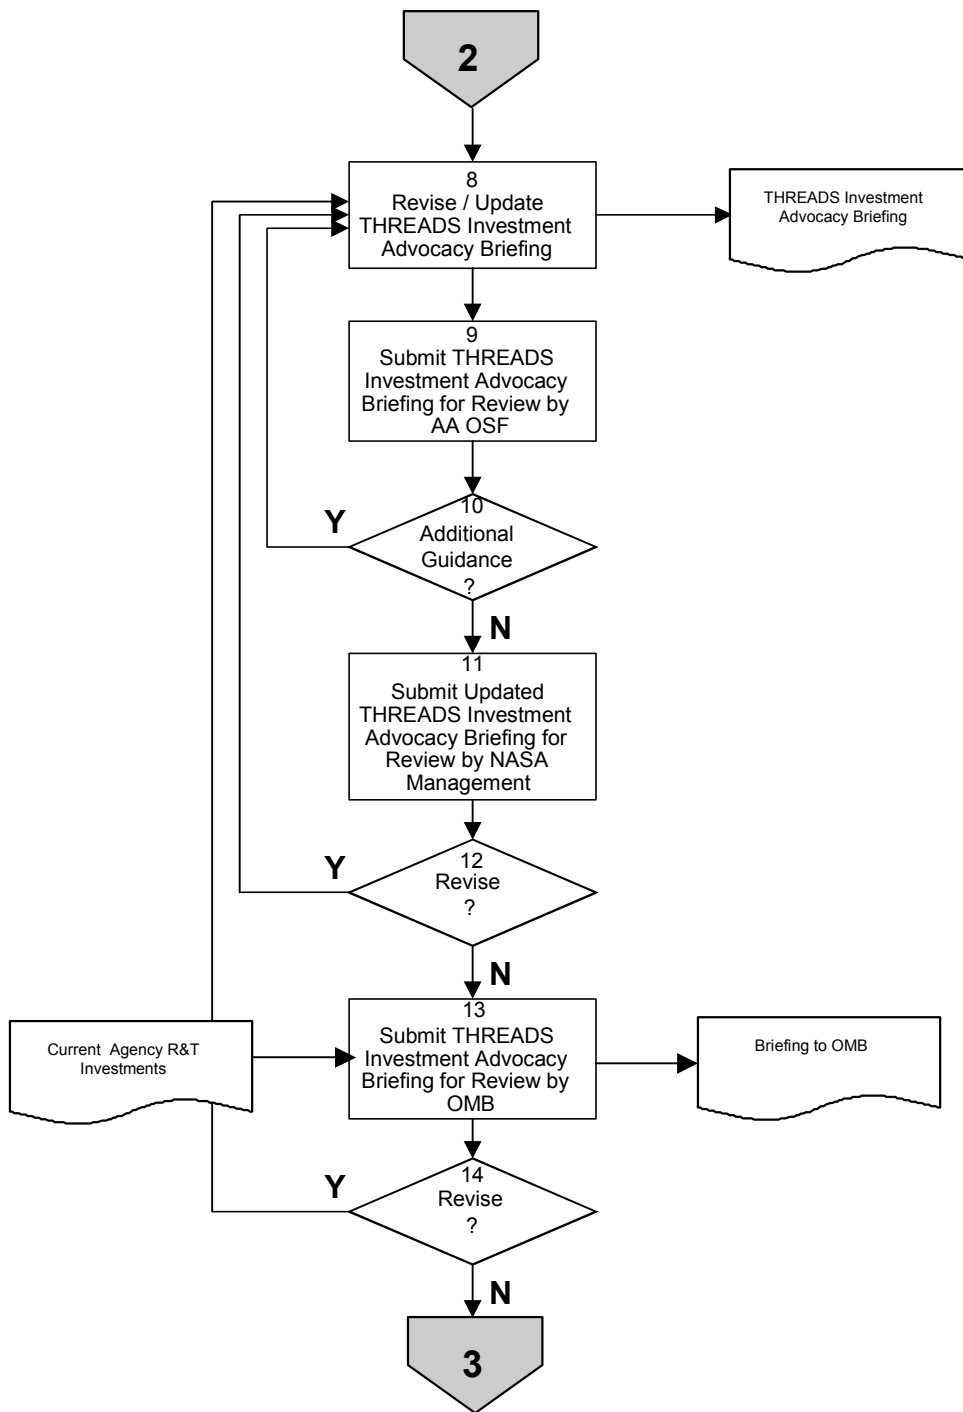 2
8
Revise / Update
THREADS Investment
Advocacy Briefing
THREADS Investment
Advocacy Briefing
9
Submit THREADS
Investment Advocacy
Briefing for Review by
AA OSF
10
Y
Additional
Guidance
?
N
11
Submit Updated
THREADS Investment
Advocacy Briefing for
Review by NASA
Management
12
Y
Revise
?
N
13
Current Agency R&T
Investments
Submit THREADS
Investment Advocacy
Briefing for Review by
OMB
Briefing to OMB
14
Y
Revise
?
N
3